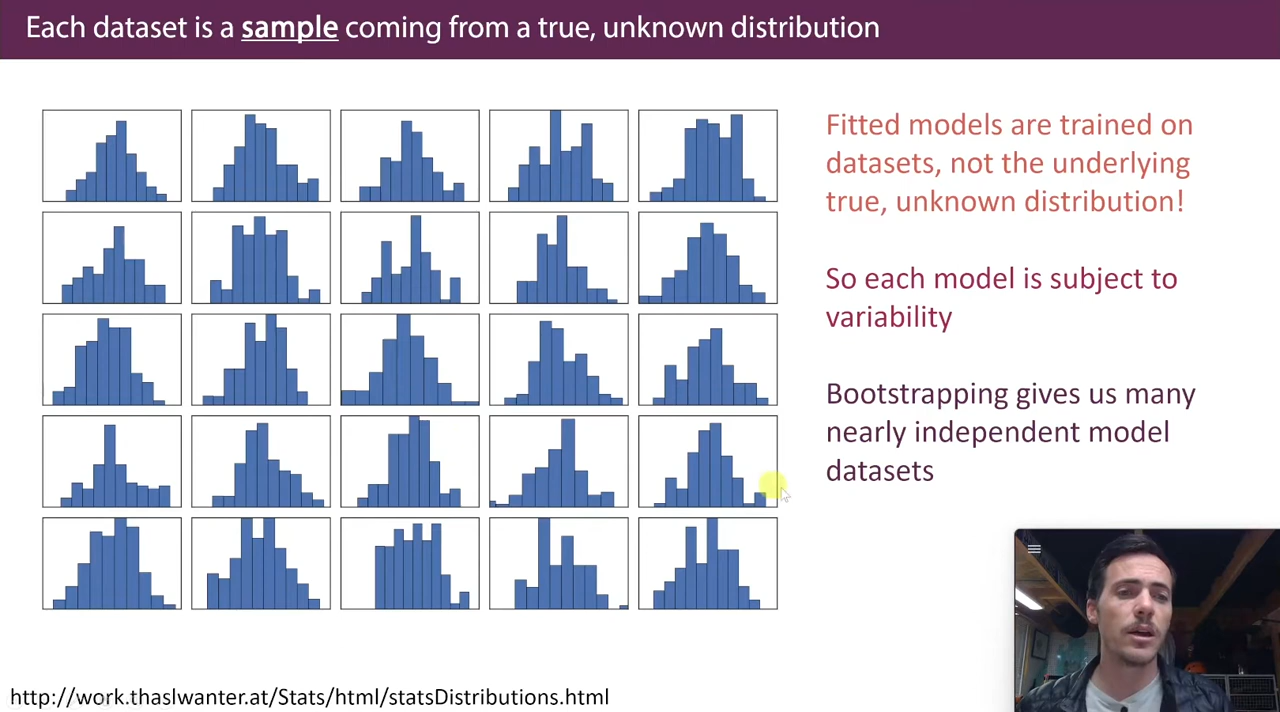 Each dataset is a sample coming from a true, unknown distribution
Fitted models are trained on
datasets, not the underlying
true, unknown distribution!
So each model is subject to
variability
Bootstrapping gives us many
nearly independent model
datasets
http://work.thaslwanter.at/Stats/html/statsDistributions.html